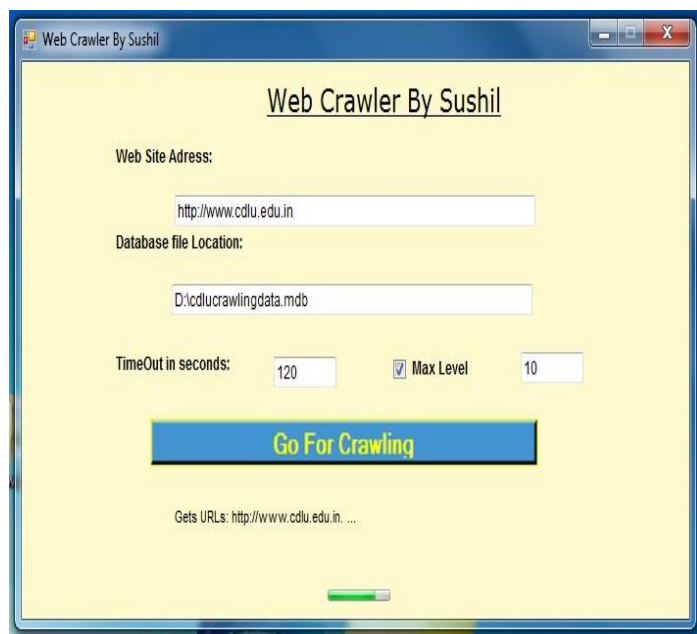 Web Crawler By Sushil
Web Crawler By Sushil
Web Site Adress:
http://www.cdlu.edu.in
Database file Location:
D:\cdlucrawlingdata.mdb
TimeOut in seconds: 120 Max Level 10
Go For Crawling
Gets URLs: http://www.cdlu.edu.in. ...